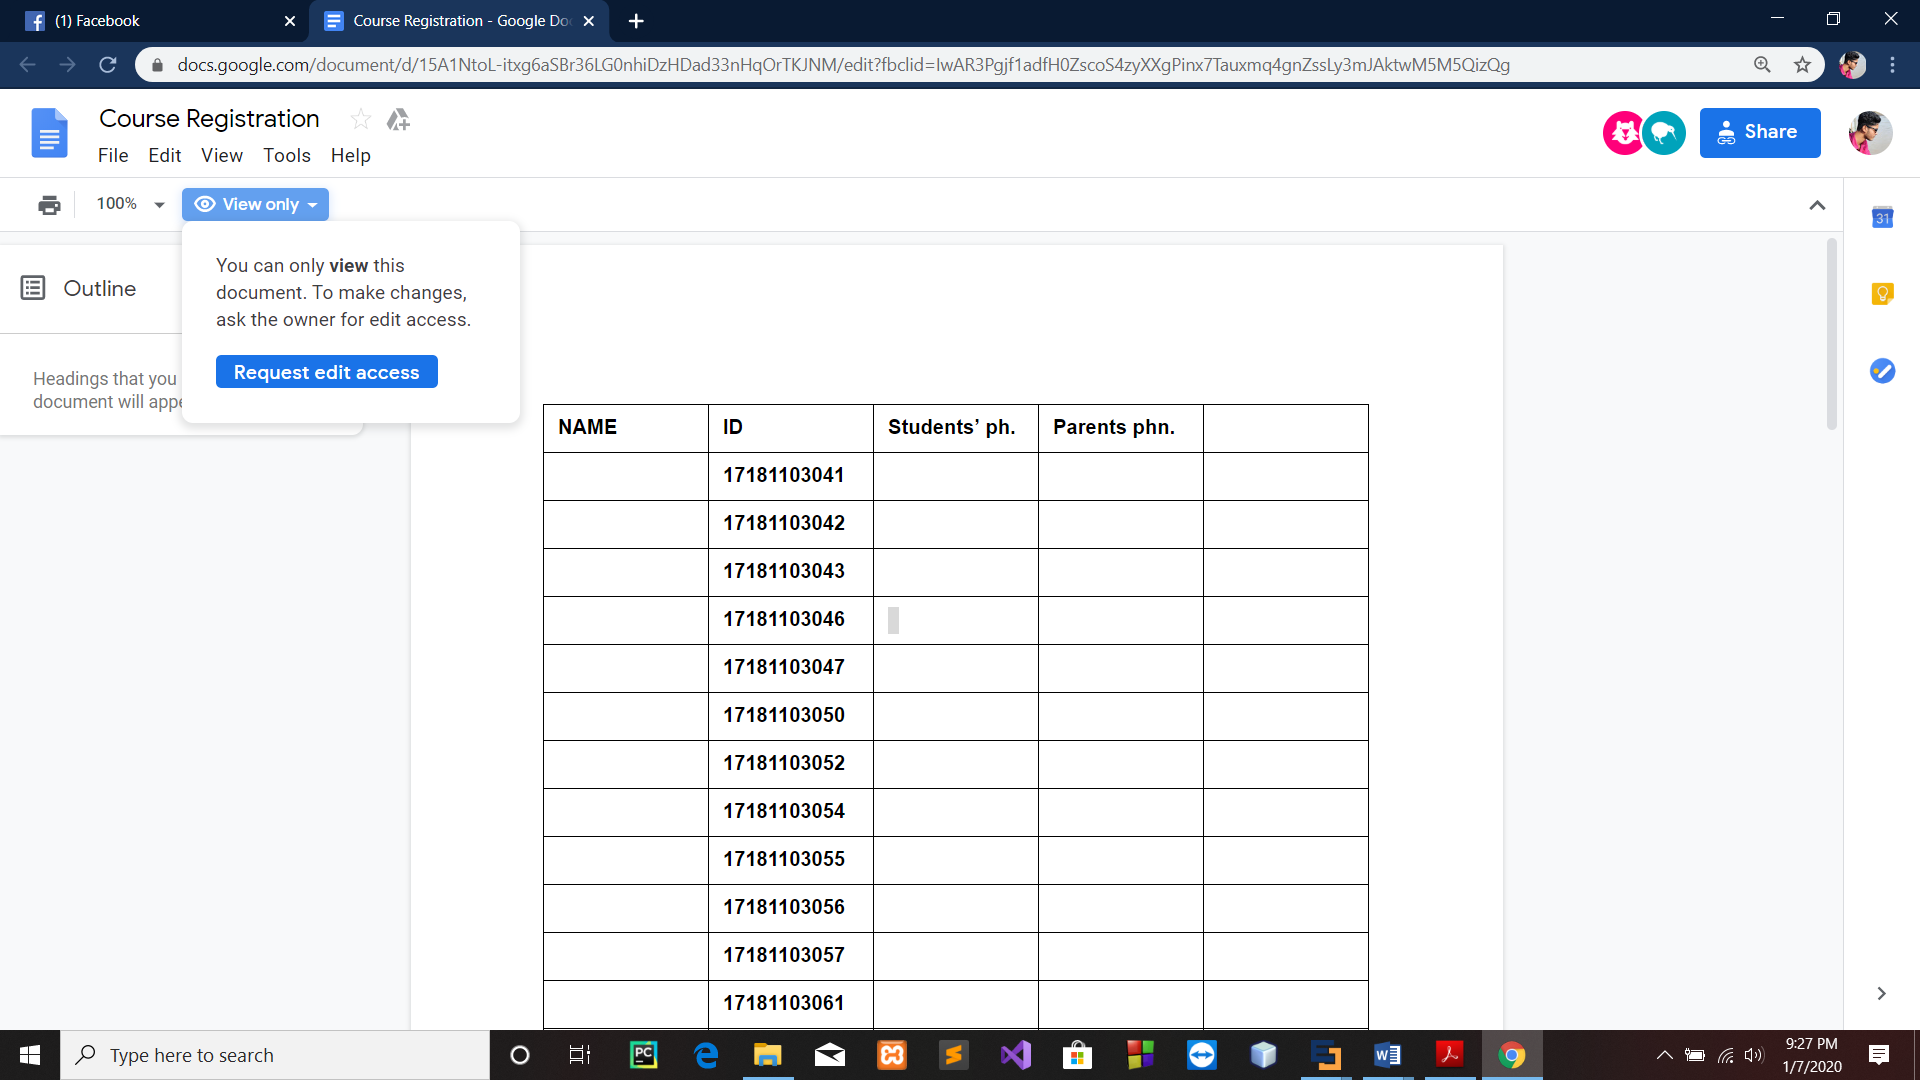 (1) Facebook
Course Registration - Google Do
docs.google.com/document/d/15A1NtoL-itxg6aSBr36LG0nhiDzHDad33nHqOrTKJNM/edit?fbclid=IwAR3Pgjf1adfH0ZscoS4zyXXgPinx7Tauxmq4gnZssLy3mJAktwM5M5QizQg
Course Registration
File Edit View Tools Help
Share
100%
View only
31
You can only view this
document. To make changes,
ask the owner for edit access.
Request edit access
Outline
Headings that you
document will appe
NAME ID Students’ ph. Parents phn.
17181103041
17181103042
17181103043
17181103046
17181103047
17181103050
17181103052
17181103054
17181103055
17181103056
17181103057
17181103061
Type here to search
PC
9:27 PM
1/7/2020